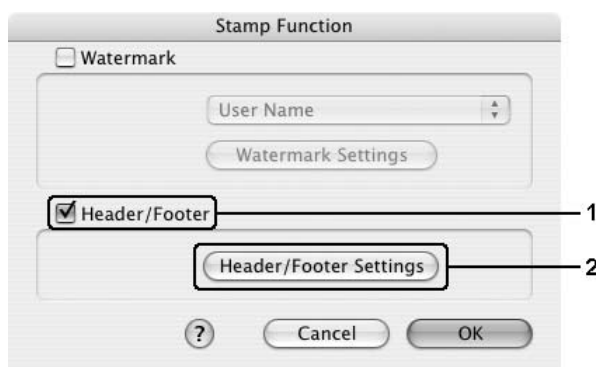 Stamp Function
Watermark
User Name
Watermark Settings
Header/Footer
1
Header/Footer Settings
2
? Cancel OK